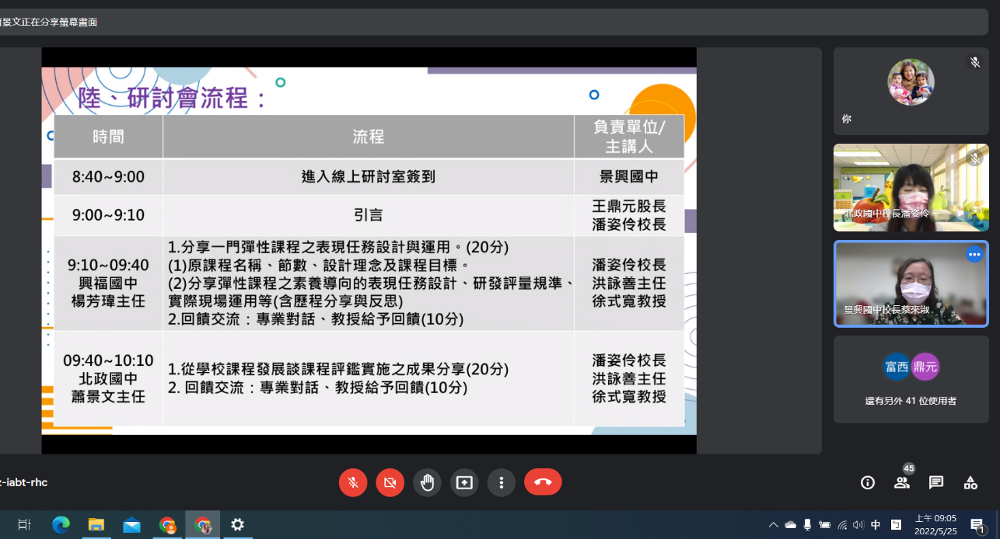 景文正在分享螢幕畫面
陸、研討會流程：
時間
流程
負責單位/
主講人
8:40~9:00
進入線上研討室簽到
景興國中
9:00~9:10
引言
王鼎元股長
潘姿伶校長
9:10~09:40
興福國中
楊芳瑋主任
1.分享一門彈性課程之表現任務設計與運用。(20分)
(1)原課程名稱、節數、設計理念及課程目標。
(2)分享彈性課程之素養導向的表現任務設計、研發評量規準、
實際現場運用等(含歷程分享與反思)
2.回饋交流：專業對話、教授給予回饋(10分)
潘姿伶校長
洪詠善主任
徐式寬教授
09:40~10:10
北政國中
蕭景文主任
1.從學校課程發展談課程評鑑實施之成果分享(20分)
2. 回饋交流：專業對話、教授給予回饋(10分)
潘姿伶校長
洪詠善主任
徐式寬教授
你
北政國中校長潘姿伶
景興國中校長蔡來淑
富西
鼎元
還有另外 41 位使用者
-iabt-rhc
45
中
上午 09:05
2022/5/25
1